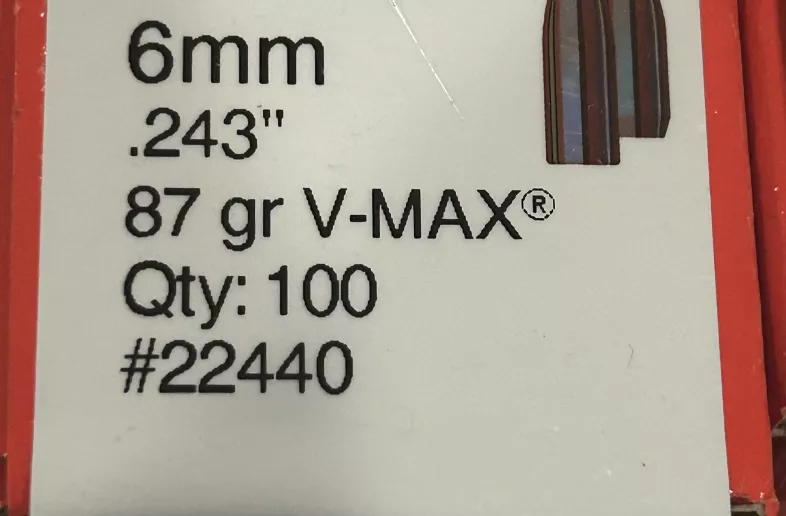 6mm
.243"
87 gr V-MAX®
Qty: 100
#22440